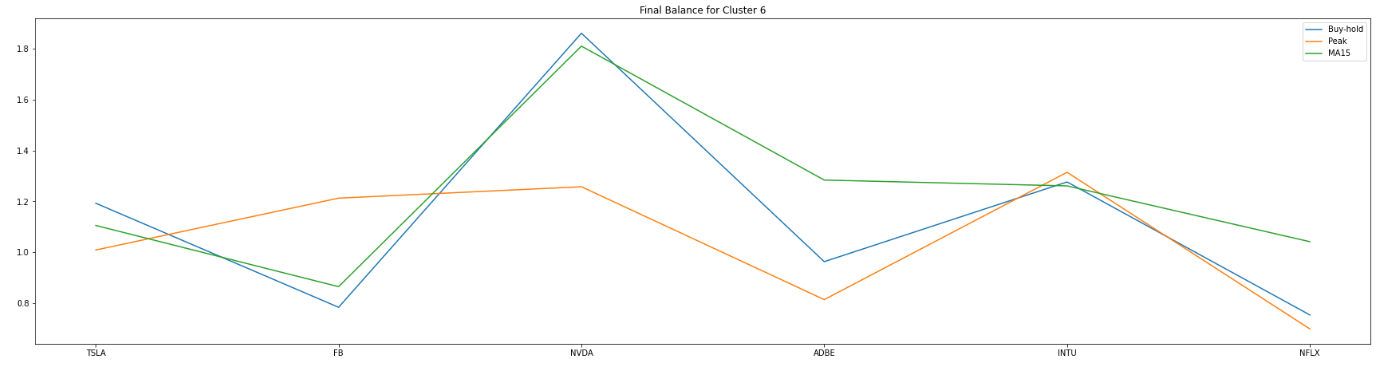 Final Balance for Cluster 6
Buy-hold
Peak
MA15
1.8
1.6
1.4
1.2
1.0
0.8
TSLA FB NVDA ADBE INTU NFLX